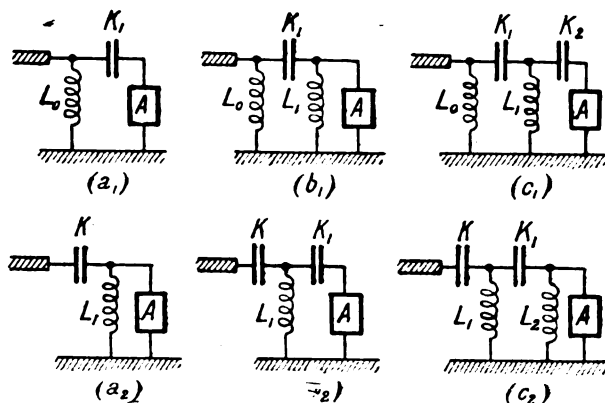 K₁ K₁ K₁ K₂
L₀ A L₀ L₁ A L₀ L₁ A
(a₁) (b₁) (c₁)
K K K₁ K K₁
L₁ A L₁ A L₁ L₂ A
(a₂) ₂) (c₂)